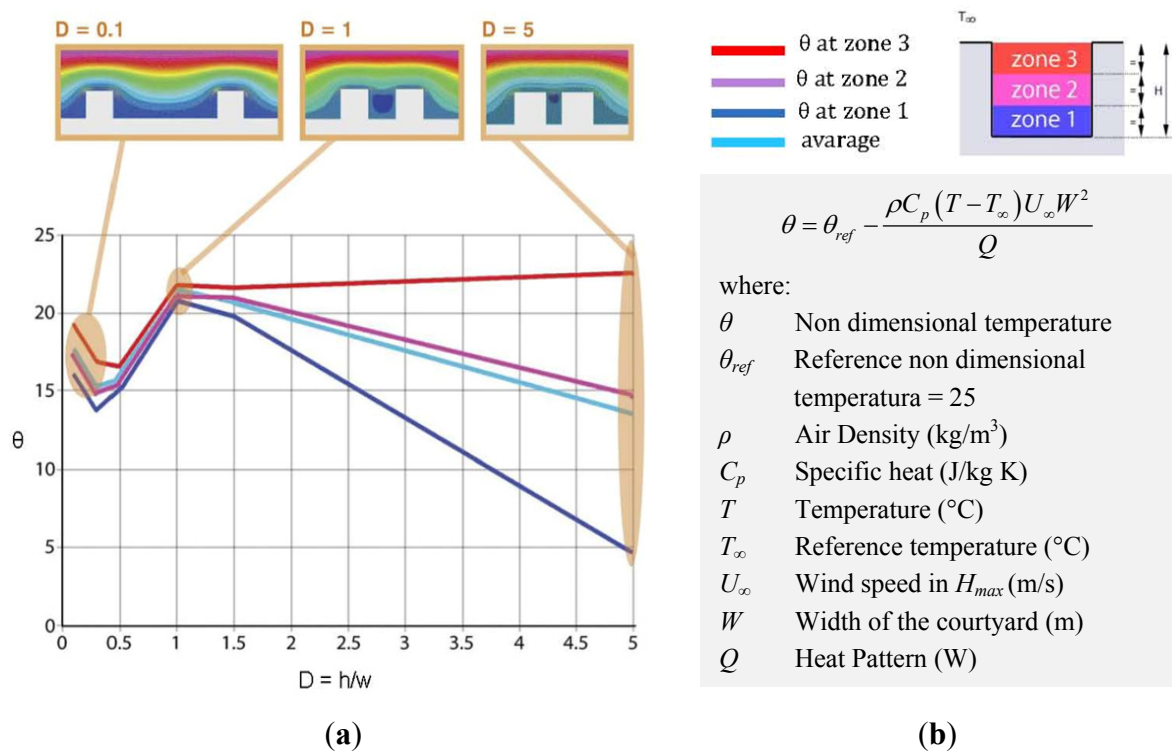 D = 0.1
D = 1
D = 5
25
20
15
10
5
0
θ
0 0.5 1 1.5 2 2.5 3 3.5 4 4.5 5
D = h/w
(a)
θ at zone 3
θ at zone 2
θ at zone 1
avarage
T∞
zone 3
zone 2
zone 1
=
=
=
H
θ = θref − ρCp (T − T∞) U∞W² / Q
where:
θ Non dimensional temperature
θref Reference non dimensional
temperatura = 25
ρ Air Density (kg/m³)
Cp Specific heat (J/kg K)
T Temperature (°C)
T∞ Reference temperature (°C)
U∞ Wind speed in Hmax (m/s)
W Width of the courtyard (m)
Q Heat Pattern (W)
(b)